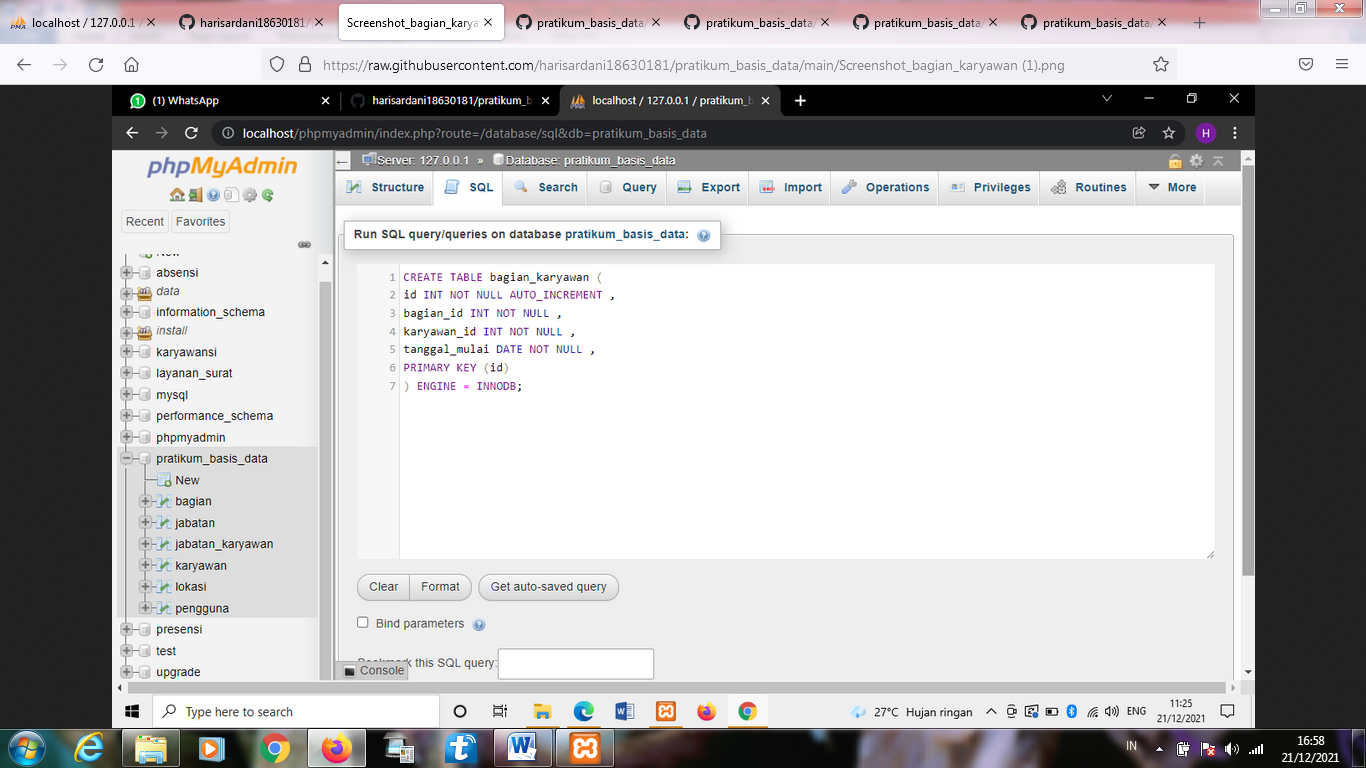 localhost / 127.0.0.1 /
harisardani18630181/
Screenshot_bagian_karya
pratikum_basis_data/
pratikum_basis_data/
pratikum_basis_data/
pratikum_basis_data/
https://raw.githubusercontent.com/harisardani18630181/pratikum_basis_data/main/Screenshot_bagian_karyawan (1).png
(1) WhatsApp
harisardani18630181/pratikum_b
localhost / 127.0.0.1 / pratikum_b
localhost/phpmyadmin/index.php?route=/database/sql&db=pratikum_basis_data
H
phpMyAdmin
Recent
Favorites
New
absensi
data
information_schema
install
karyawansi
layanan_surat
mysql
performance_schema
phpmyadmin
pratikum_basis_data
New
bagian
jabatan
jabatan_karyawan
karyawan
lokasi
pengguna
presensi
test
upgrade
Server: 127.0.0.1 » Database: pratikum_basis_data
Structure
SQL
Search
Query
Export
Import
Operations
Privileges
Routines
More
Run SQL query/queries on database pratikum_basis_data:
1 CREATE TABLE bagian_karyawan (
2 id INT NOT NULL AUTO_INCREMENT ,
3 bagian_id INT NOT NULL ,
4 karyawan_id INT NOT NULL ,
5 tanggal_mulai DATE NOT NULL ,
6 PRIMARY KEY (id)
7 ) ENGINE = INNODB;
Clear
Format
Get auto-saved query
Bind parameters
Bookmark this SQL query:
Console
Type here to search
27°C Hujan ringan
ENG
11:25
21/12/2021
IN
16:58
21/12/2021